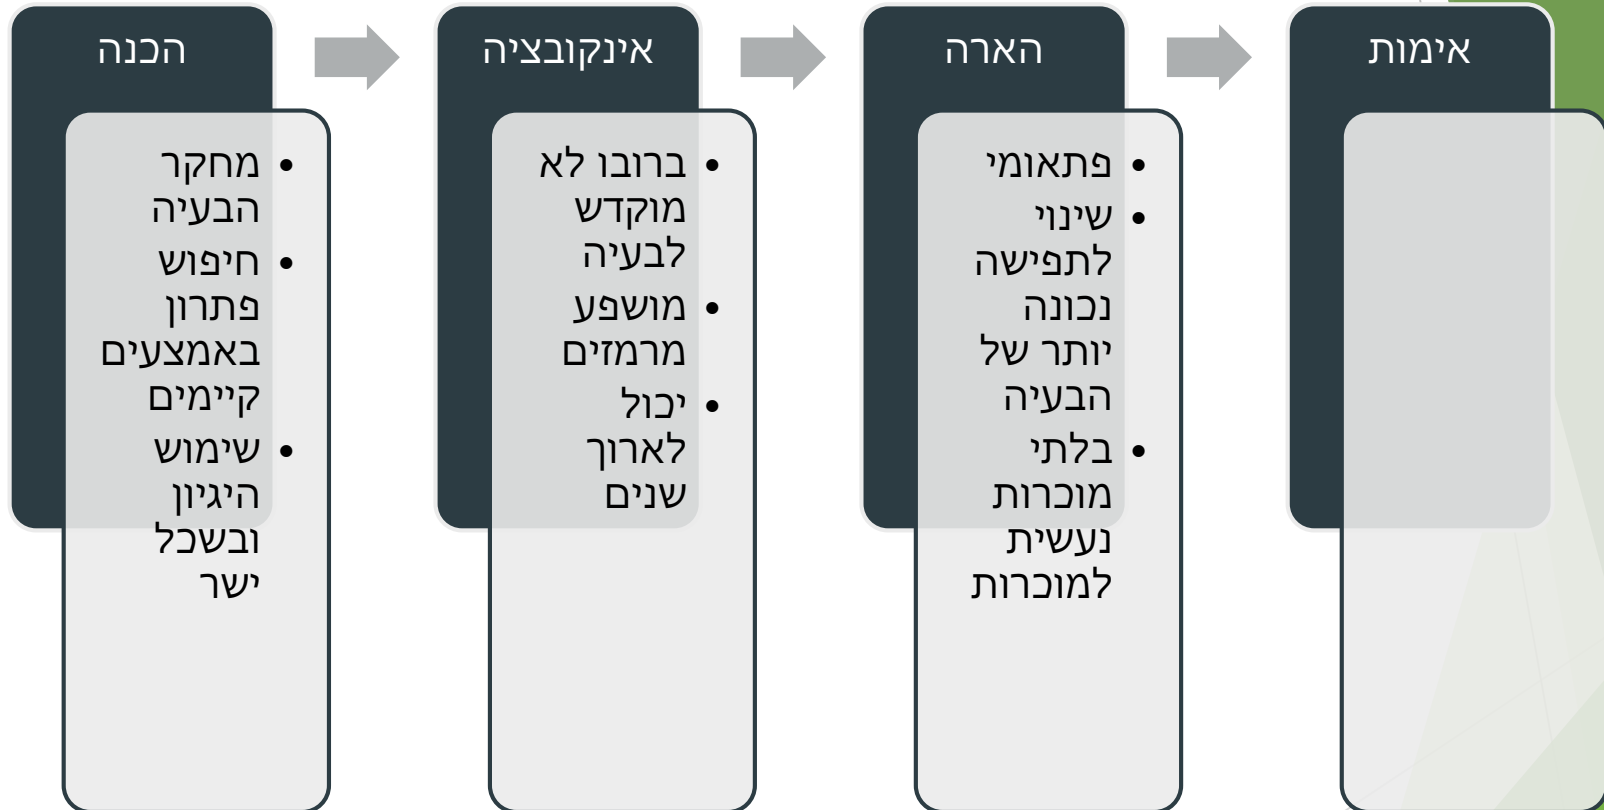 הכנה
• מחקר
הבעיה
• חיפוש
פתרון
באמצעים
קיימים
• שימוש
היגיון
ובשכל
ישר
אינקובציה
• ברובו לא
מוקדש
לבעיה
• מושפע
מרמזים
• יכול
לארוך
שנים
הארה
• פתאומי
• שינוי
לתפישה
נכונה
יותר של
הבעיה
• בלתי
מוכרות
נעשית
למוכרות
אימות